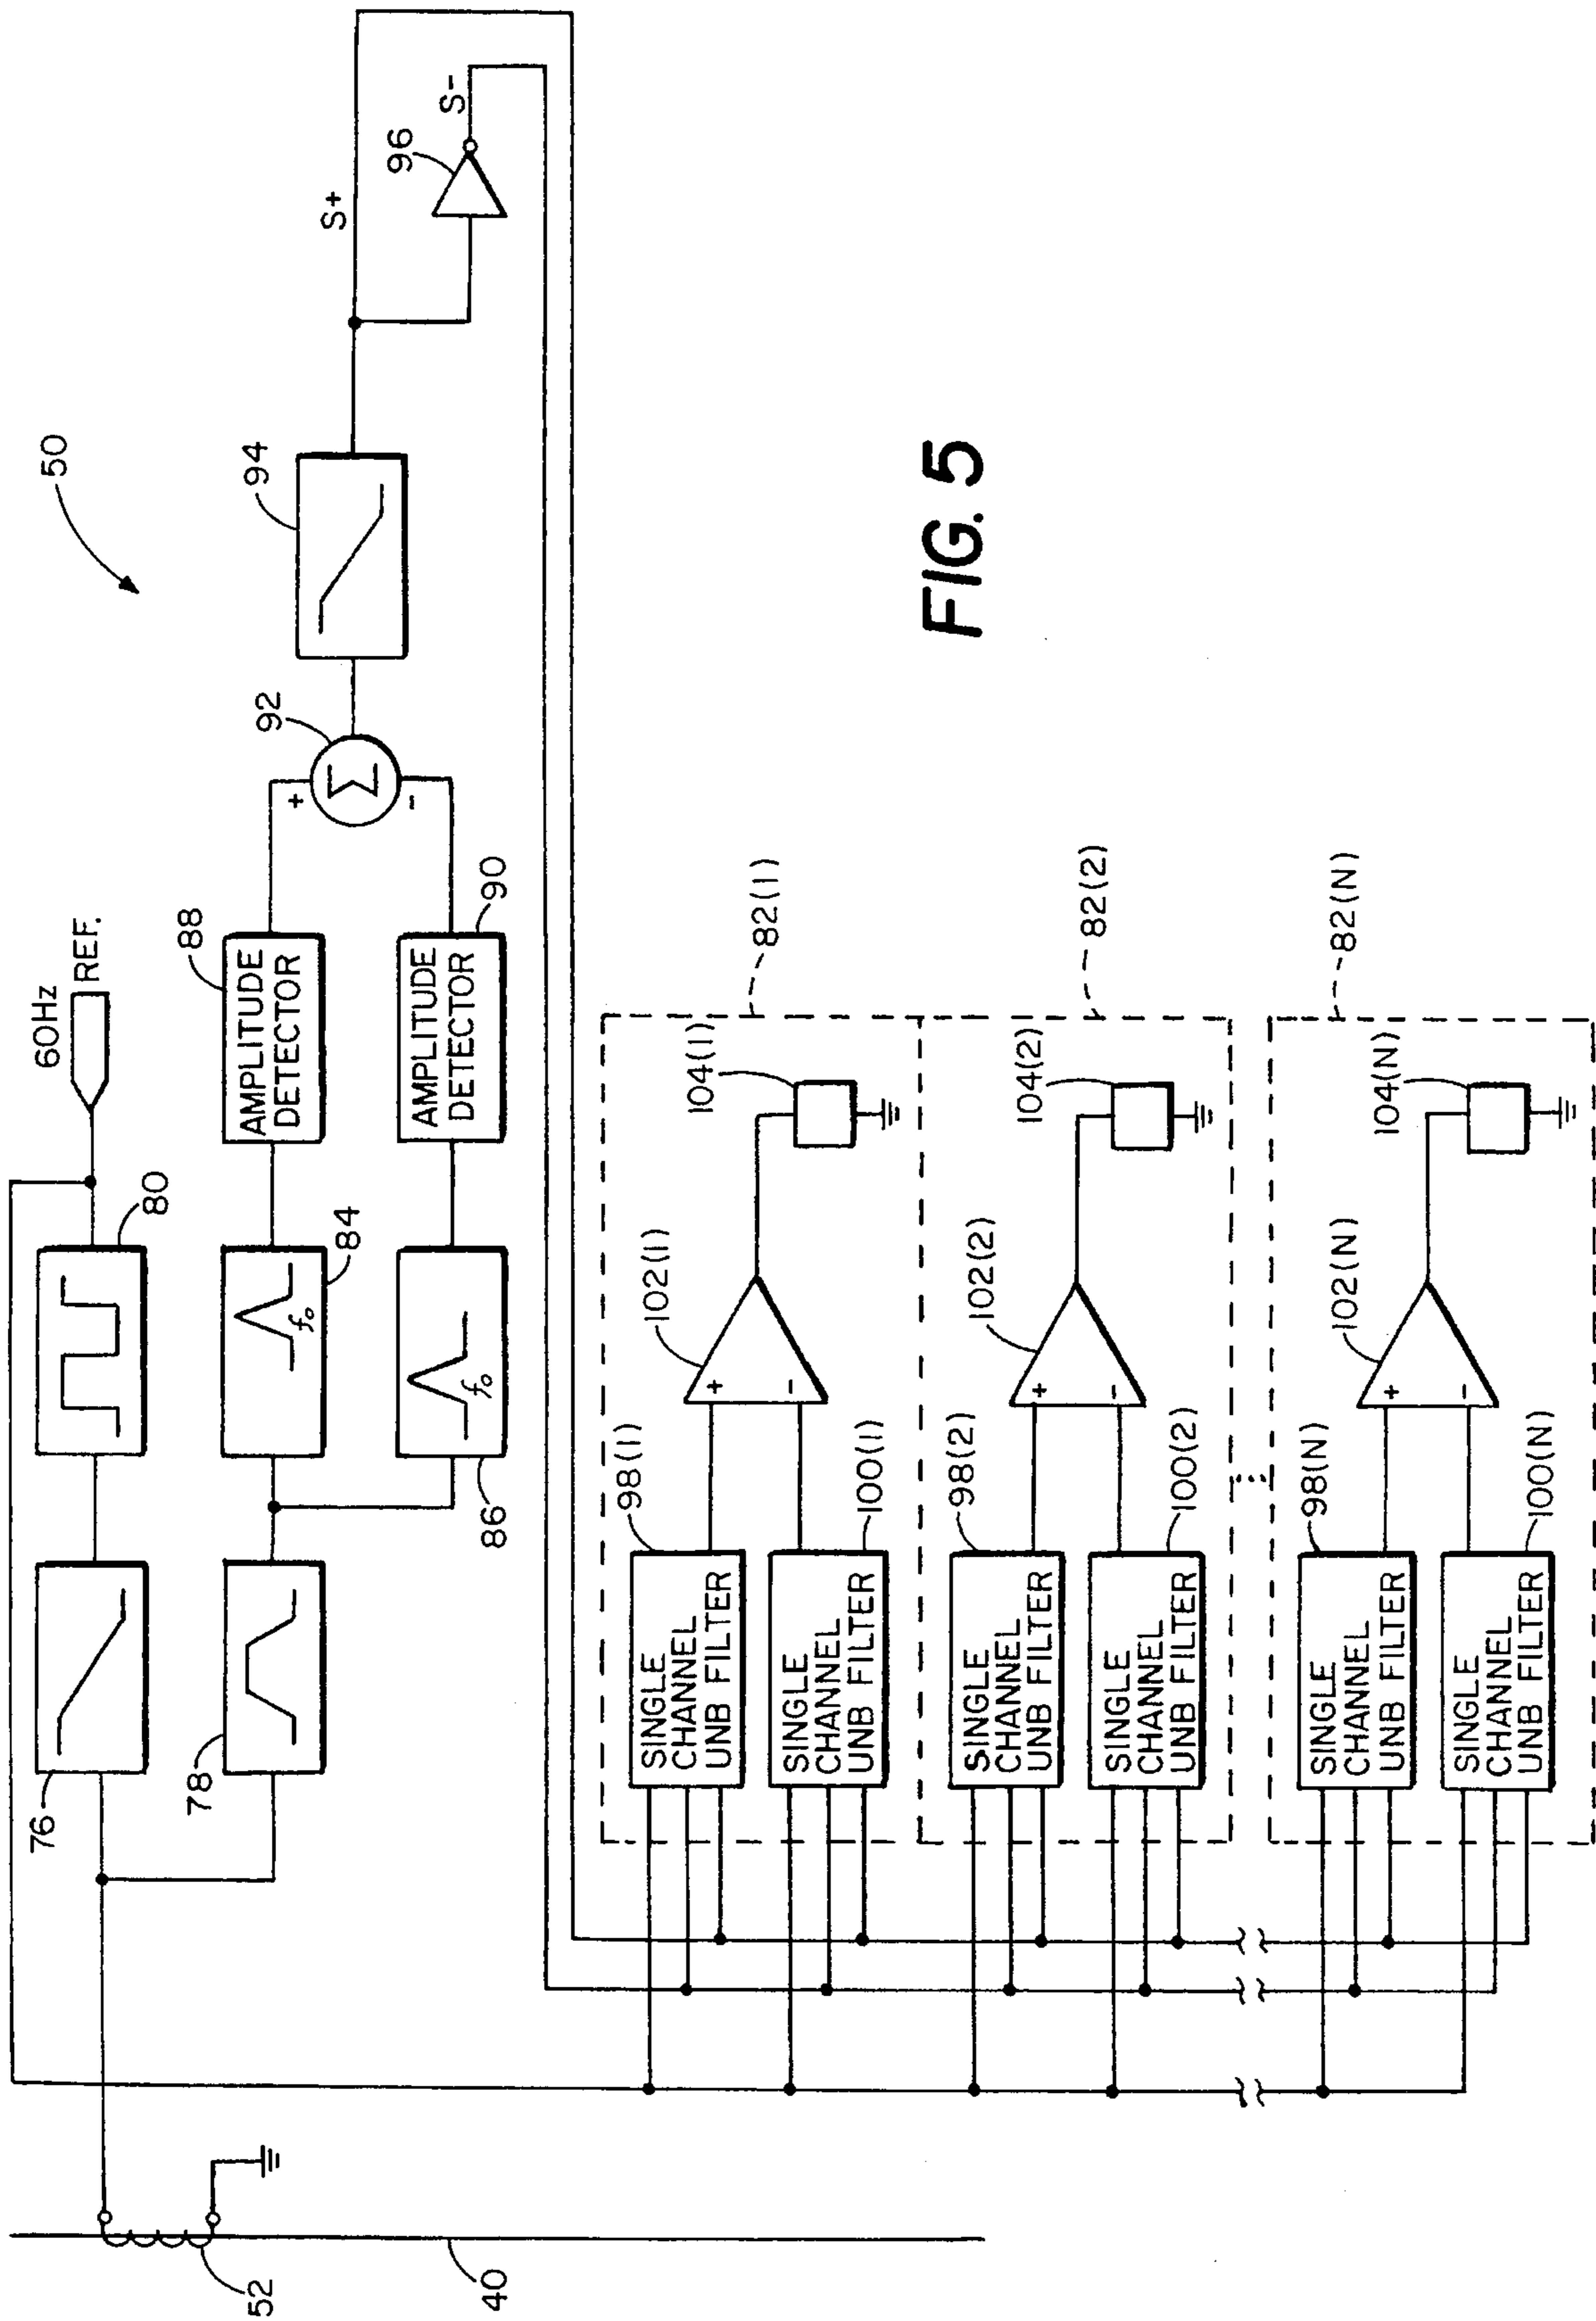 50
60Hz
REF.
76
80
78
84
88
AMPLITUDE
DETECTOR
fo
86
90
AMPLITUDE
DETECTOR
fo
92
Σ
+
-
94
S+
96
S-
52
40
82(1)
98(1)
SINGLE
CHANNEL
UNB FILTER
102(1)
+
-
104(1)
SINGLE
CHANNEL
UNB FILTER
100(1)
82(2)
98(2)
SINGLE
CHANNEL
UNB FILTER
102(2)
+
-
104(2)
SINGLE
CHANNEL
UNB FILTER
100(2)
82(N)
98(N)
SINGLE
CHANNEL
UNB FILTER
102(N)
+
-
104(N)
SINGLE
CHANNEL
UNB FILTER
100(N)
FIG. 5